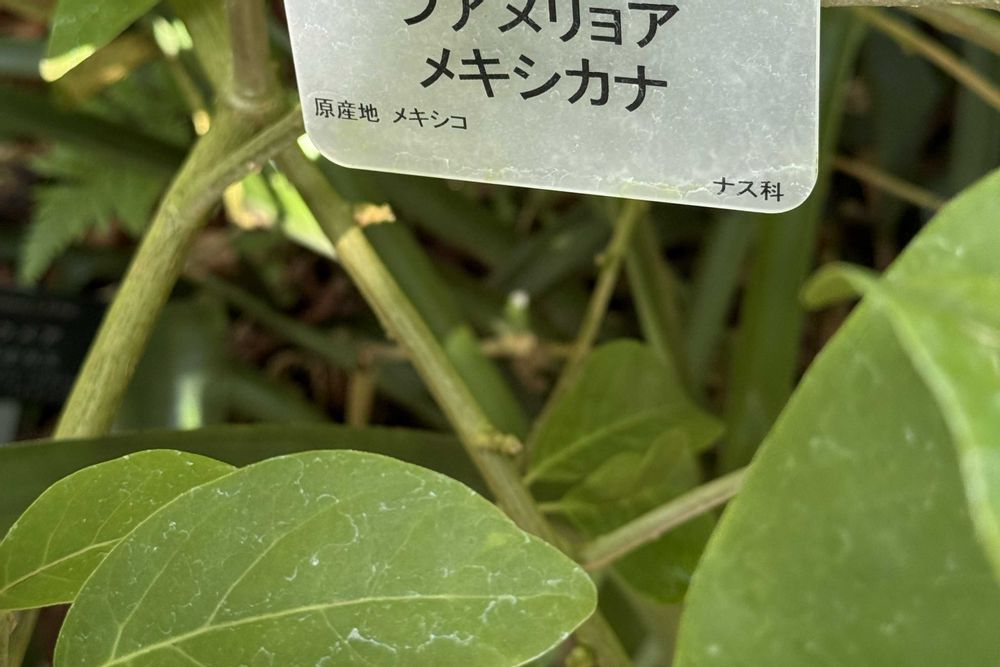 ファメリョア
メキシカナ
原産地 メキシコ
ナス科